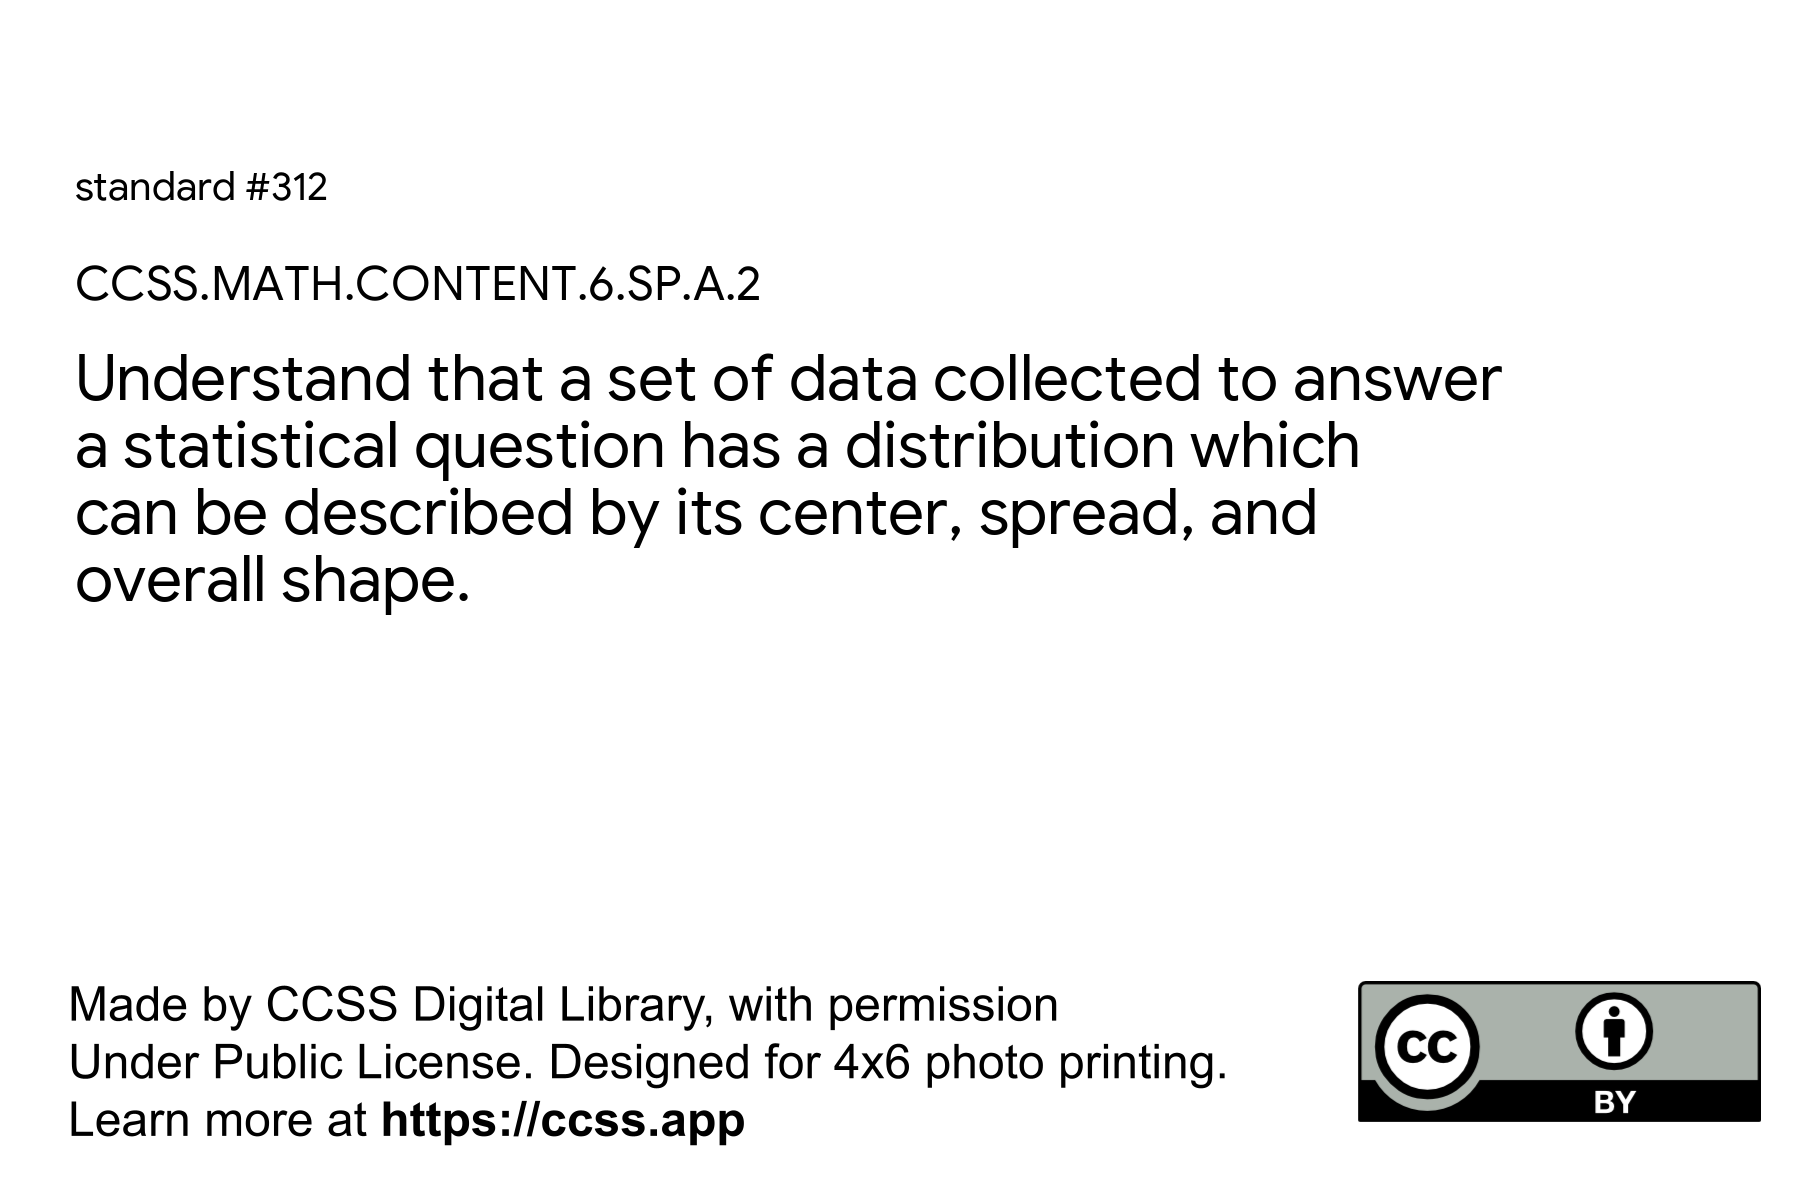 standard #312
CCSS.MATH.CONTENT.6.SP.A.2
Understand that a set of data collected to answer
a statistical question has a distribution which
can be described by its center, spread, and
overall shape.
Made by CCSS Digital Library, with permission
Under Public License. Designed for 4x6 photo printing.
Learn more at https://ccss.app
cc
BY